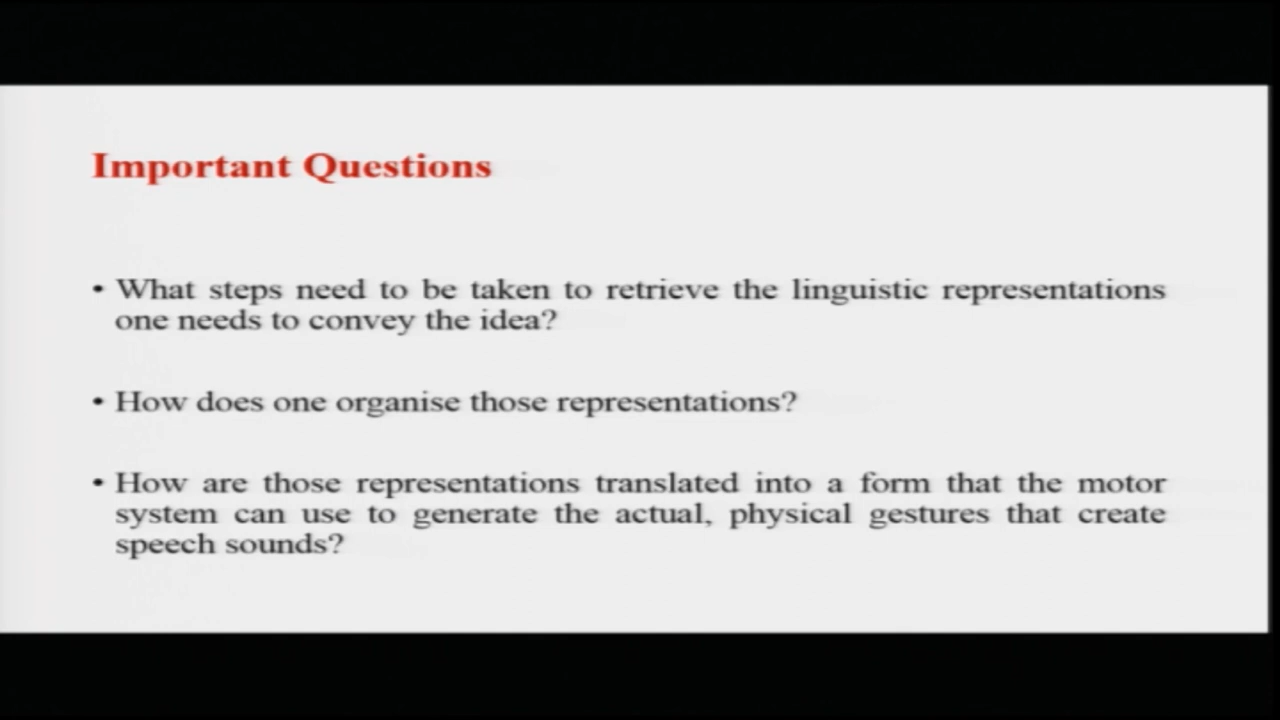 Important Questions
• What steps need to be taken to retrieve the linguistic representations
one needs to convey the idea?
• How does one organise those representations?
• How are those representations translated into a form that the motor
system can use to generate the actual, physical gestures that create
speech sounds?